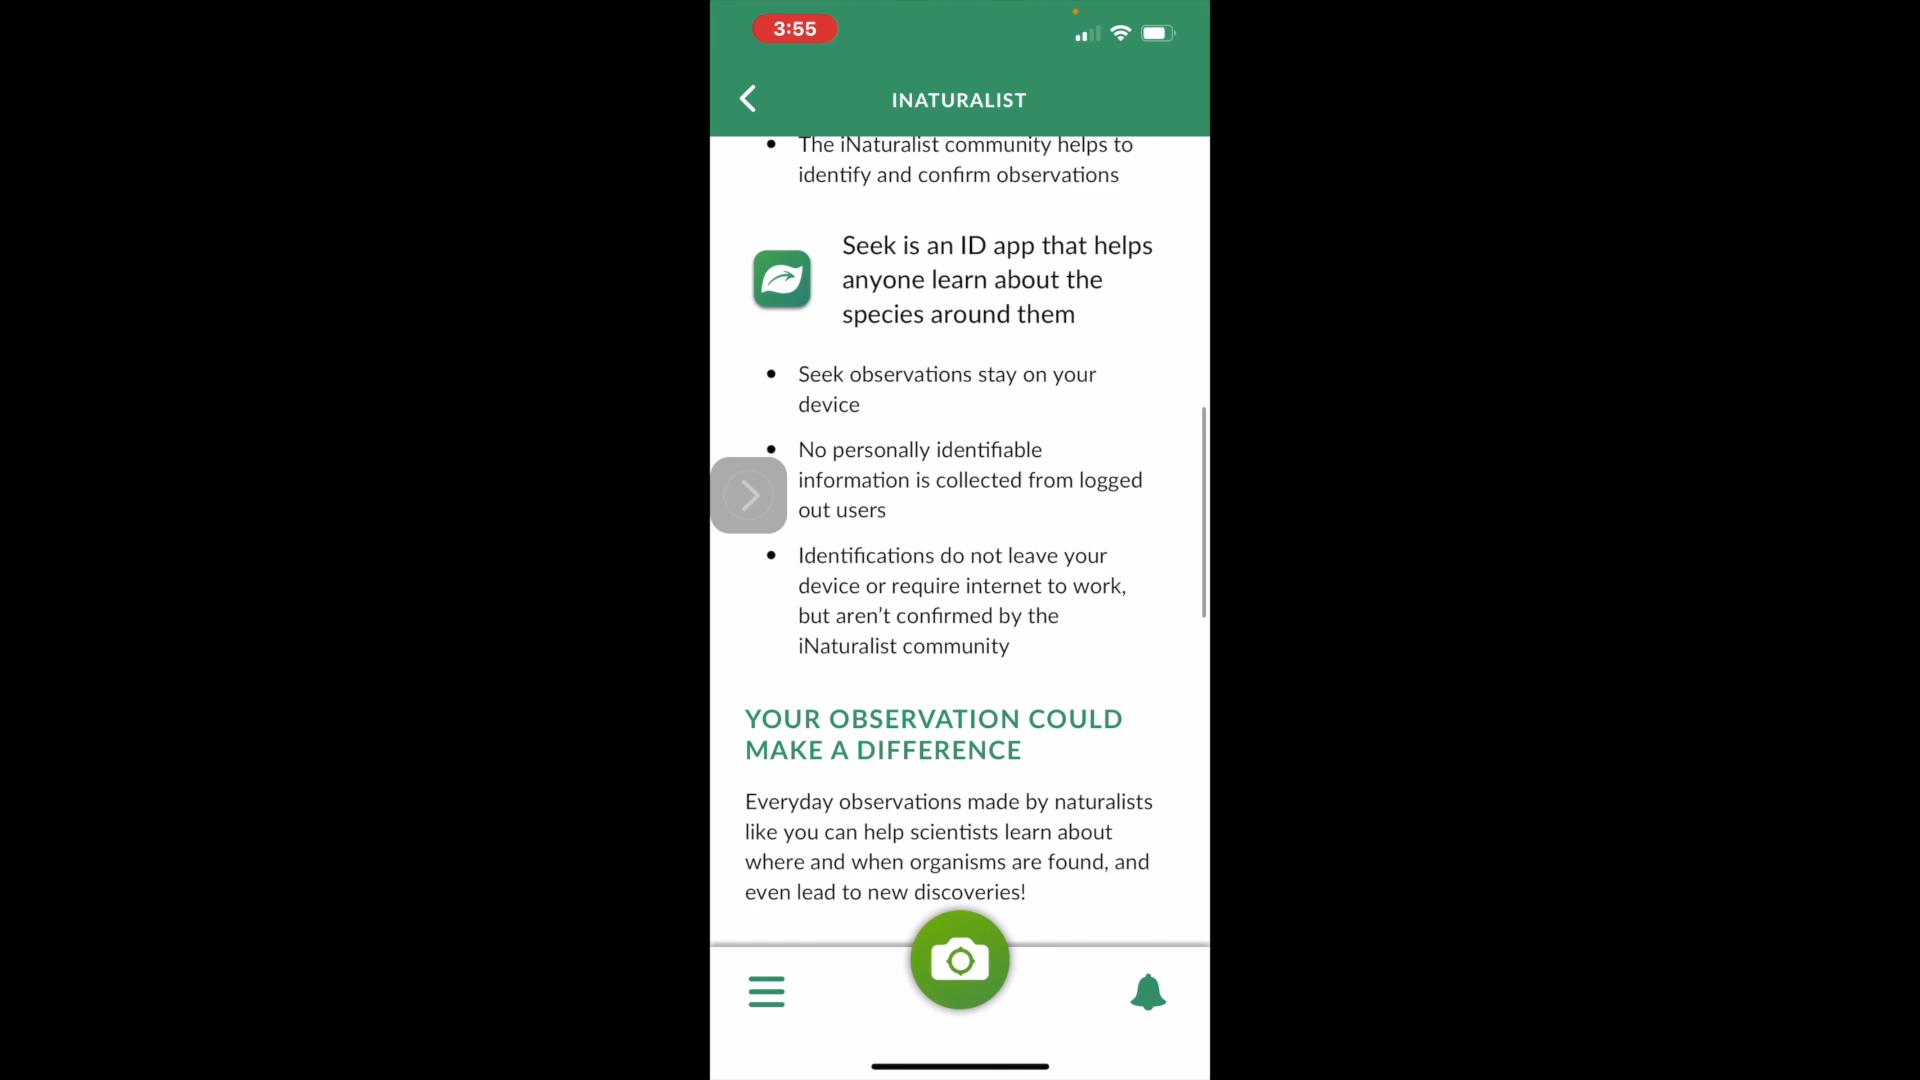 3:55
INATURALIST
The iNaturalist community helps to
identify and confirm observations
Seek is an ID app that helps
anyone learn about the
species around them
Seek observations stay on your
device
No personally identifiable
information is collected from logged
out users
Identifications do not leave your
device or require internet to work,
but aren’t confirmed by the
iNaturalist community
YOUR OBSERVATION COULD
MAKE A DIFFERENCE
Everyday observations made by naturalists
like you can help scientists learn about
where and when organisms are found, and
even lead to new discoveries!